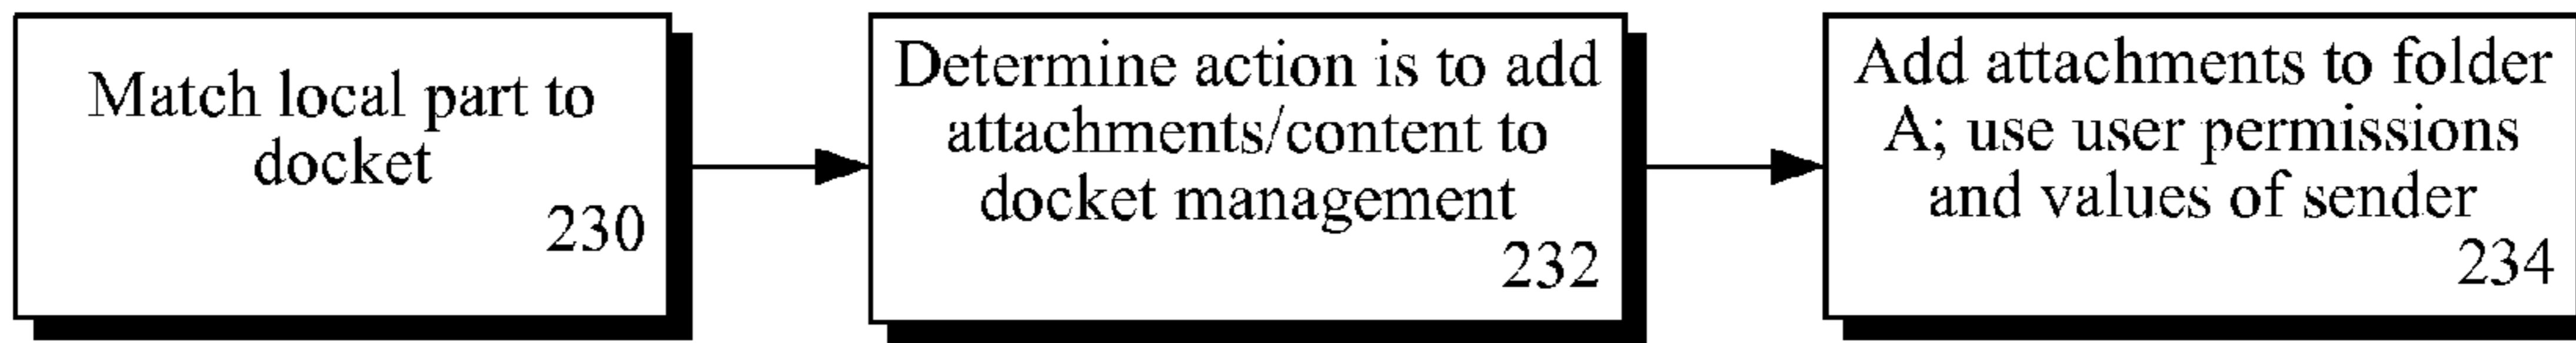 Match local part to
docket
230
Determine action is to add
attachments/content to
docket management
232
Add attachments to folder
A; use user permissions
and values of sender
234